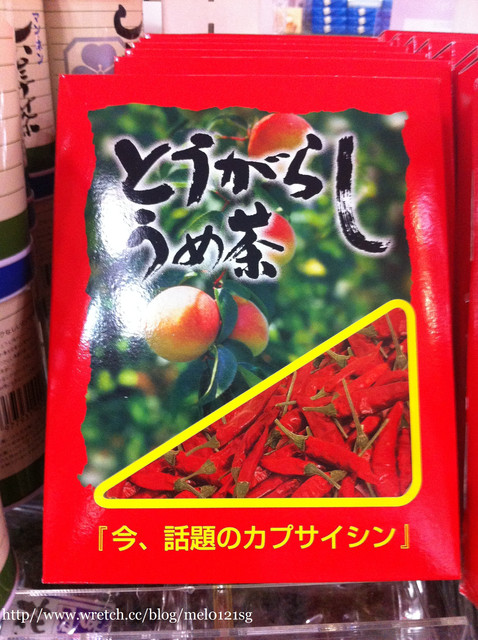 とうがらし
うめ茶
『今、話題のカプサイシン』
http//www.wretch.cc/blog/melo121sg